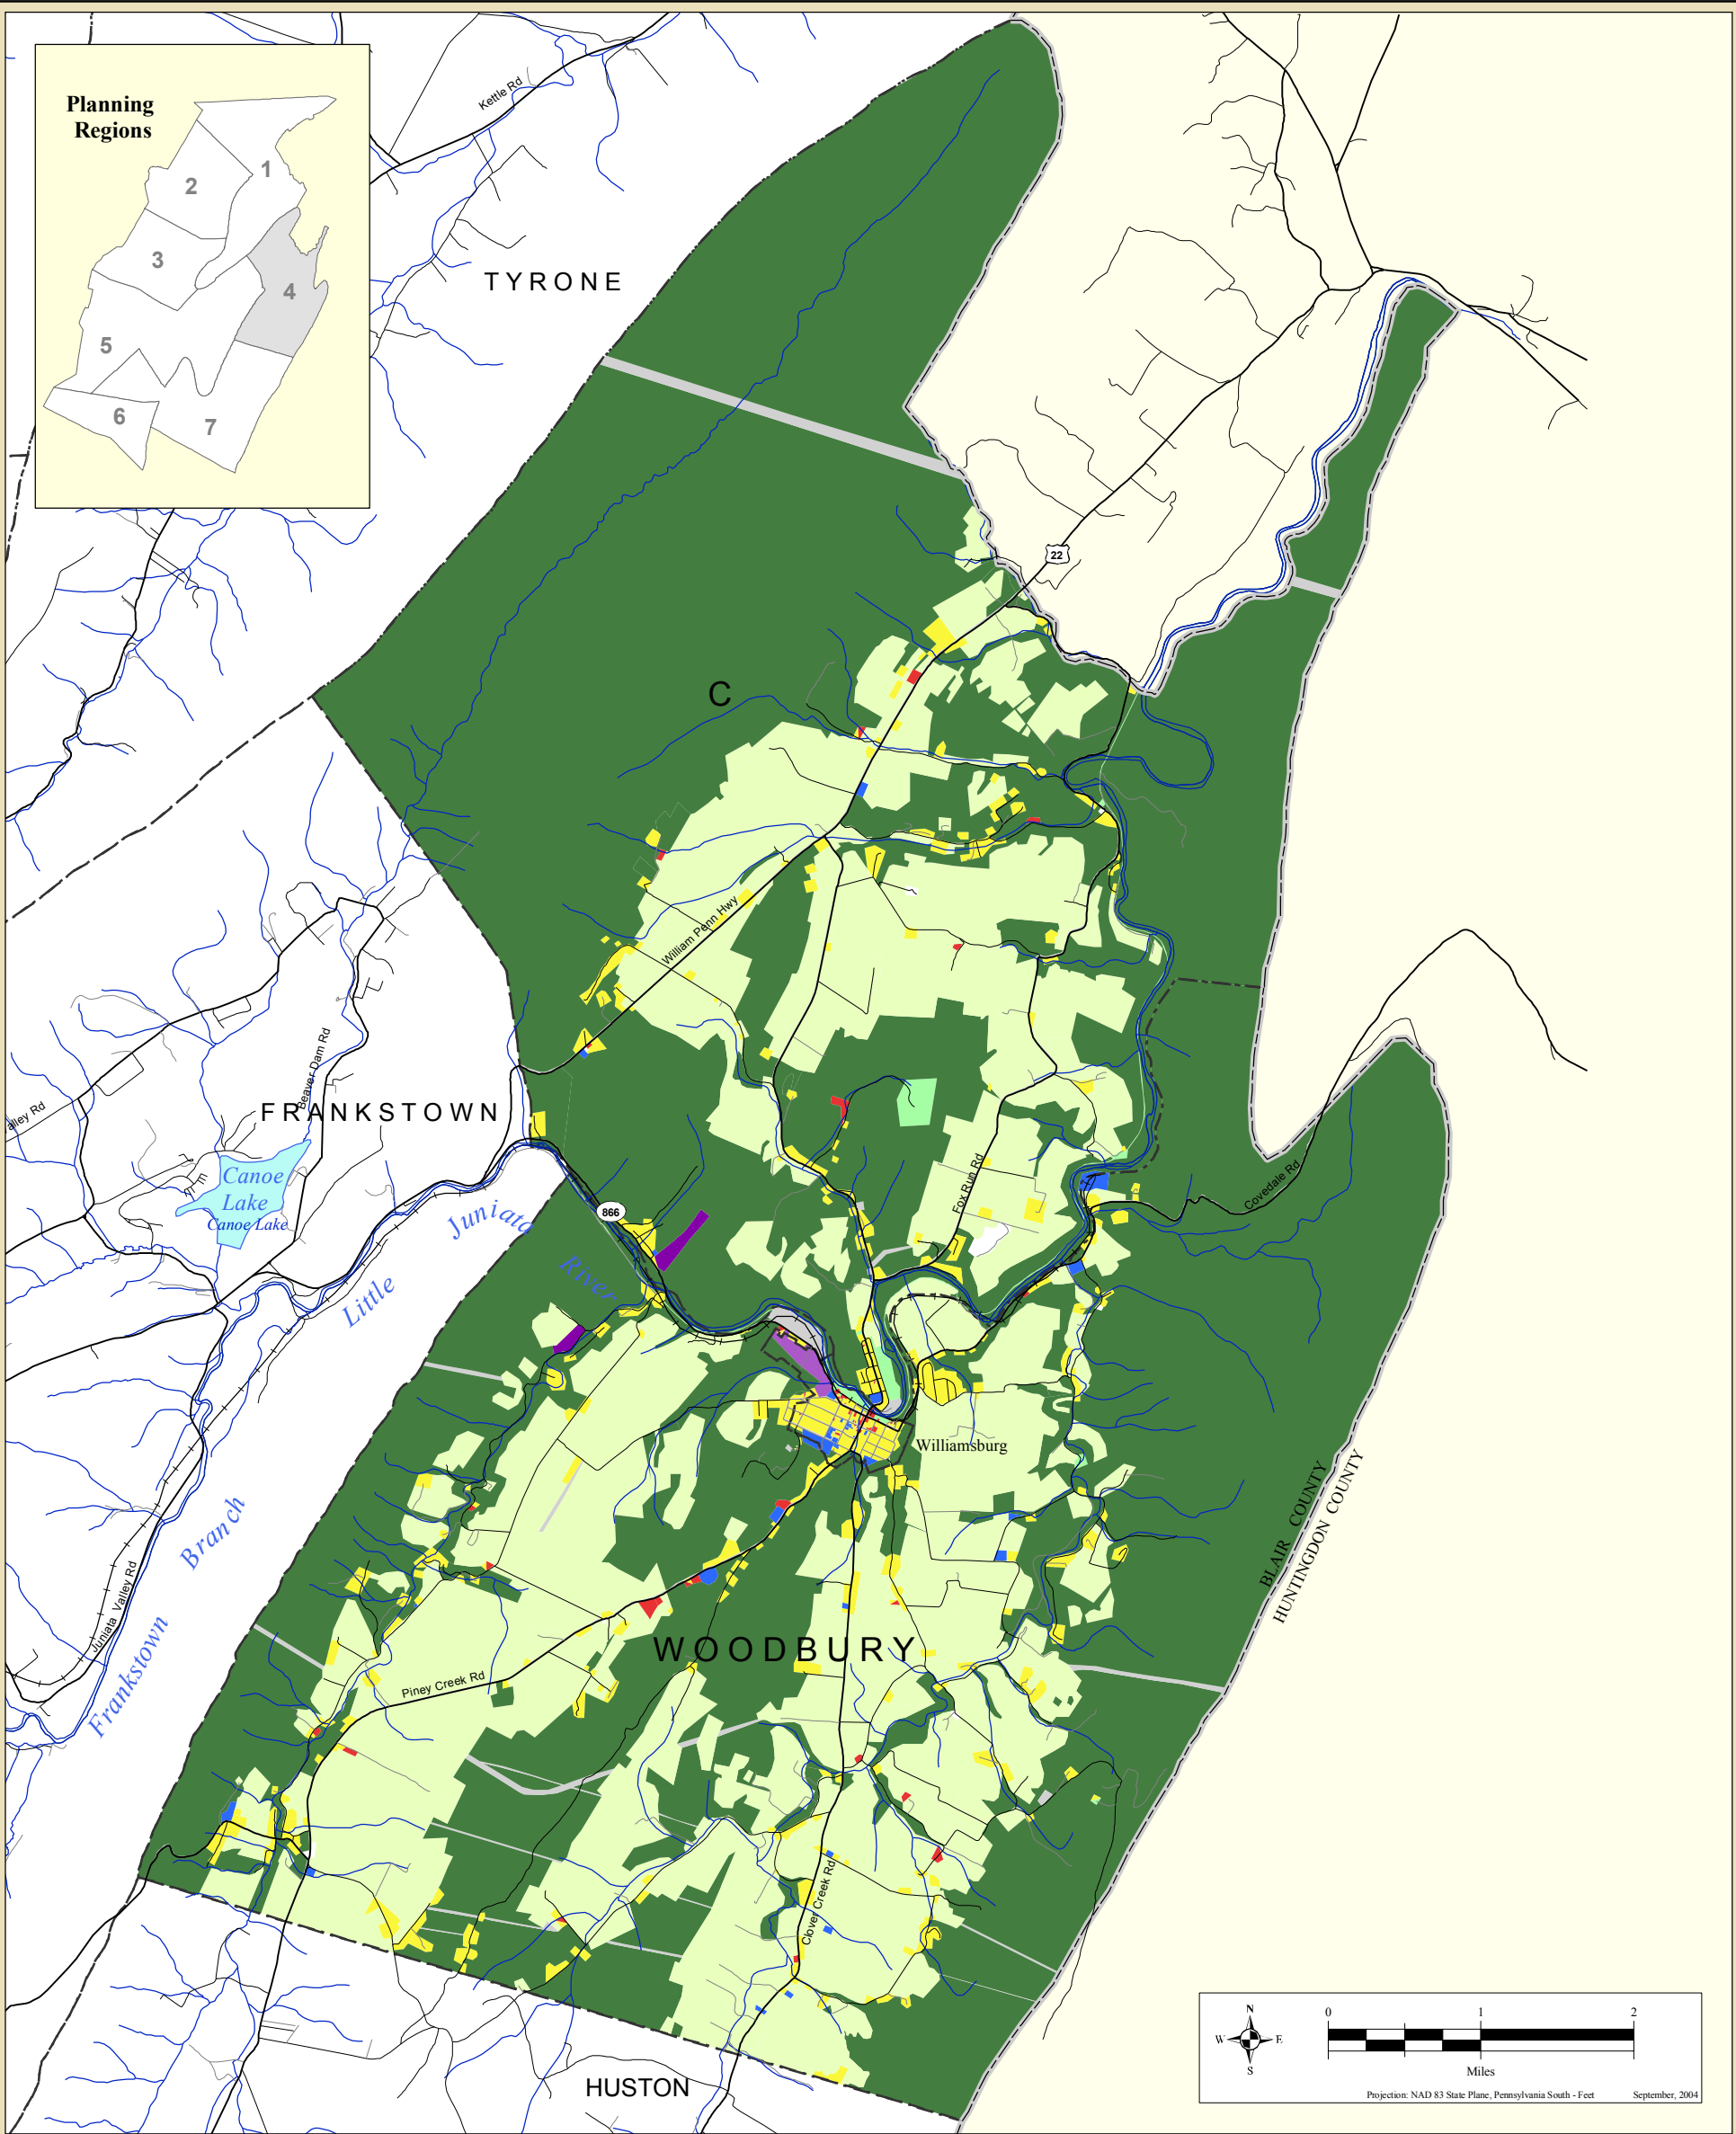 Planning
Regions
1
2
3
4
5
6
7
Kettle Rd
TYRONE
22
C
William Penn Hwy
Beaver Dam Rd
alley Rd
FRANKSTOWN
Canoe
Lake
Canoe Lake
Juniata
River
Little
866
Fox Run Rd
Covedale Rd
Williamsburg
Branch
Frankstown
Juniata Valley Rd
BLAIR COUNTY
HUNTINGDON COUNTY
WOODBURY
Piney Creek Rd
Clover Creek Rd
HUSTON
N
W E
S
0 1 2
Miles
Projection: NAD 83 State Plane, Pennsylvania South - Feet September, 2004